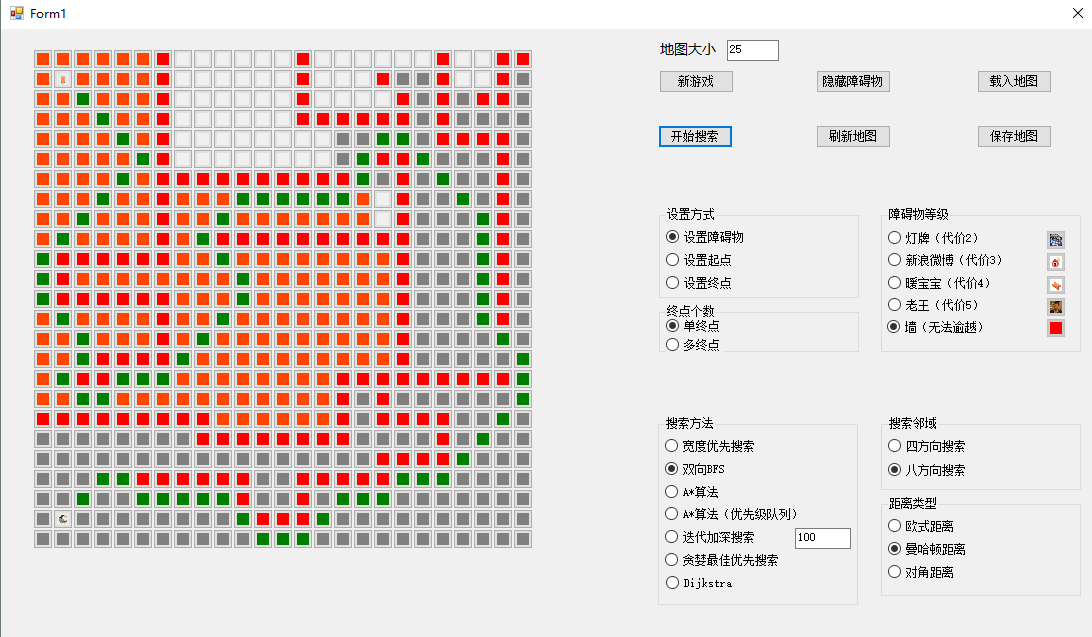 Form1
地图大小 25
新游戏 隐藏障碍物 载入地图
开始搜索 刷新地图 保存地图
设置方式
设置障碍物
设置起点
设置终点
终点个数
单终点
多终点
障碍物等级
灯牌（代价2）
新浪微博（代价3）
暖宝宝（代价4）
老王（代价5）
墙（无法逾越）
搜索方法
宽度优先搜索
双向BFS
A*算法
A*算法（优先级队列）
迭代加深搜索 100
贪婪最佳优先搜索
Dijkstra
搜索邻域
四方向搜索
八方向搜索
距离类型
欧式距离
曼哈顿距离
对角距离